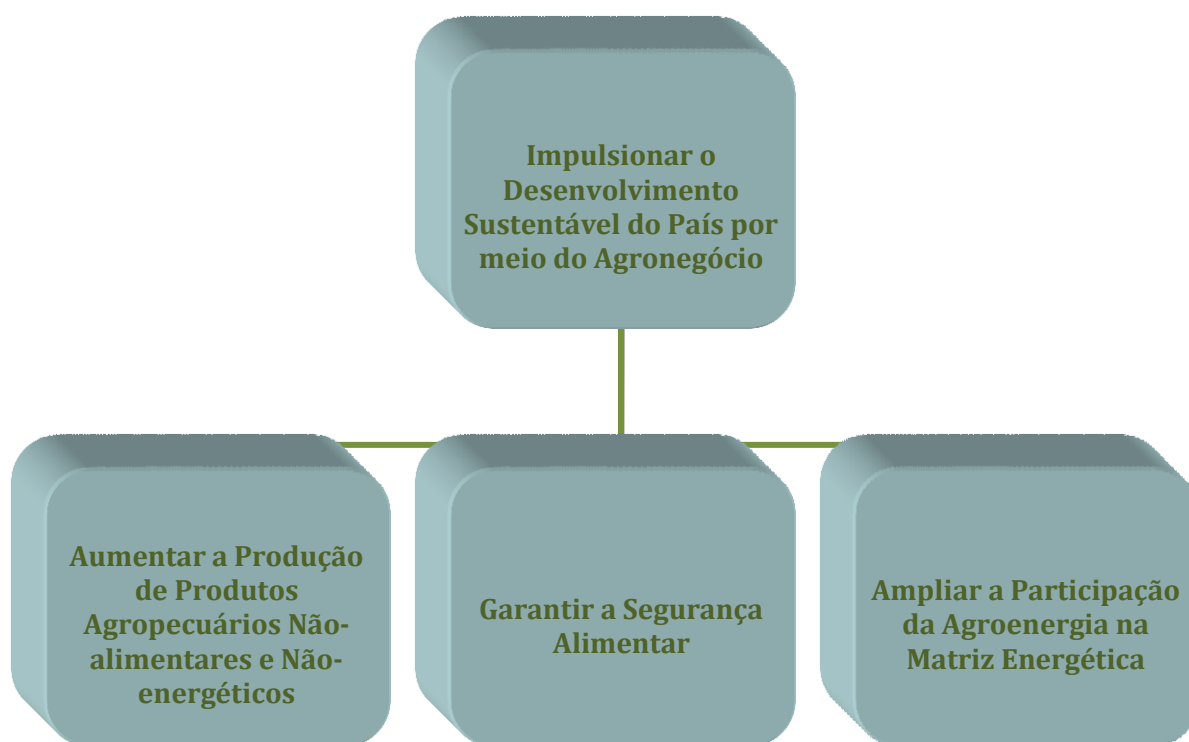 Impulsionar o
Desenvolvimento
Sustentável do País por
meio do Agronegócio
Aumentar a Produção
de Produtos
Agropecuários Não-
alimentares e Não-
energéticos
Garantir a Segurança
Alimentar
Ampliar a Participação
da Agroenergia na
Matriz Energética